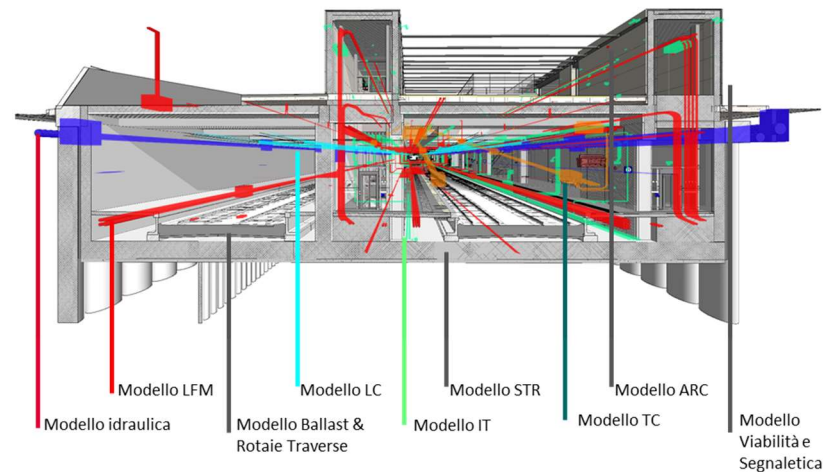 Modello LFM
Modello LC
Modello STR
Modello ARC
Modello idraulica
Modello Ballast &
Rotaie Traverse
Modello IT
Modello TC
Modello
Viabilità e
Segnaletica